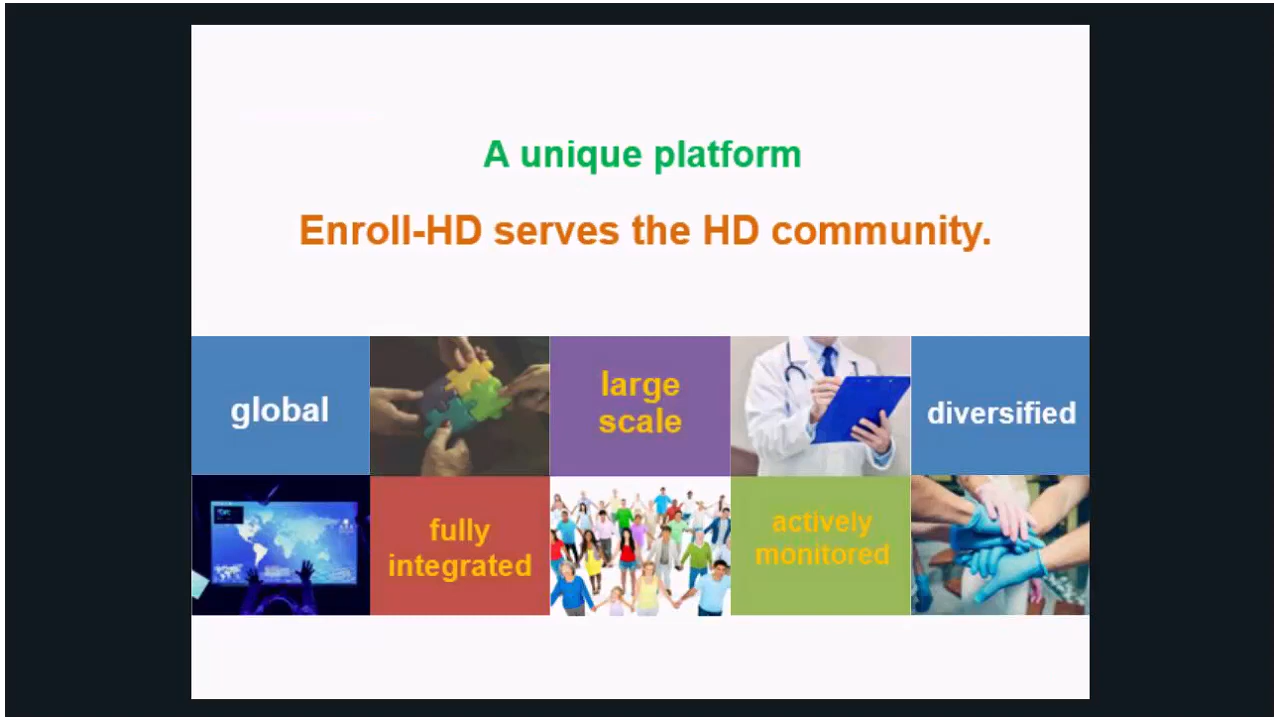 A unique platform
Enroll-HD serves the HD community.
global
large
scale
diversified
fully
integrated
actively
monitored